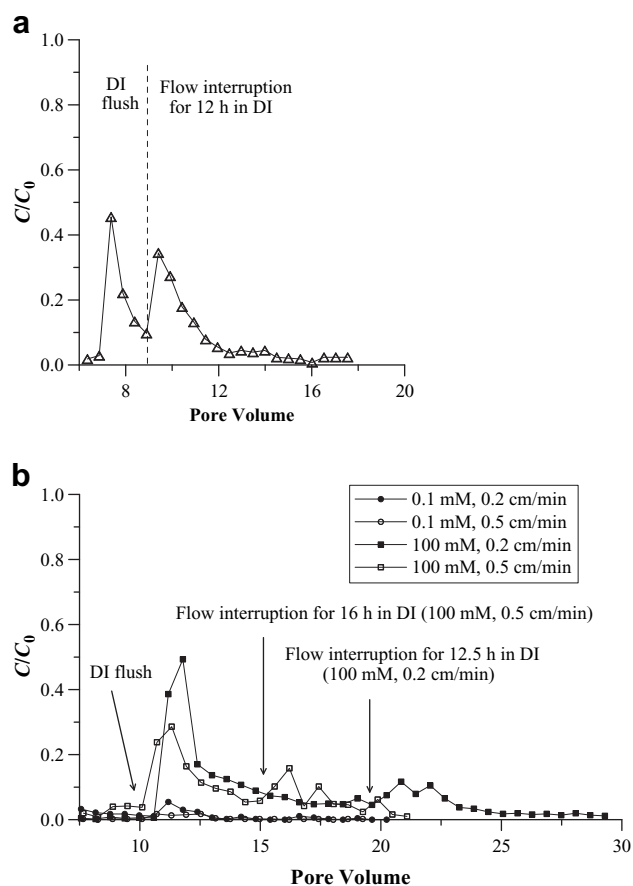 a
DI
flush
Flow interruption
for 12 h in DI
C/C0
1.0
0.8
0.6
0.4
0.2
0.0
8
12
16
20
Pore Volume
b
0.1 mM, 0.2 cm/min
0.1 mM, 0.5 cm/min
100 mM, 0.2 cm/min
100 mM, 0.5 cm/min
Flow interruption for 16 h in DI (100 mM, 0.5 cm/min)
Flow interruption for 12.5 h in DI
(100 mM, 0.2 cm/min)
DI flush
C/C0
1.0
0.8
0.6
0.4
0.2
0.0
10
15
20
25
30
Pore Volume